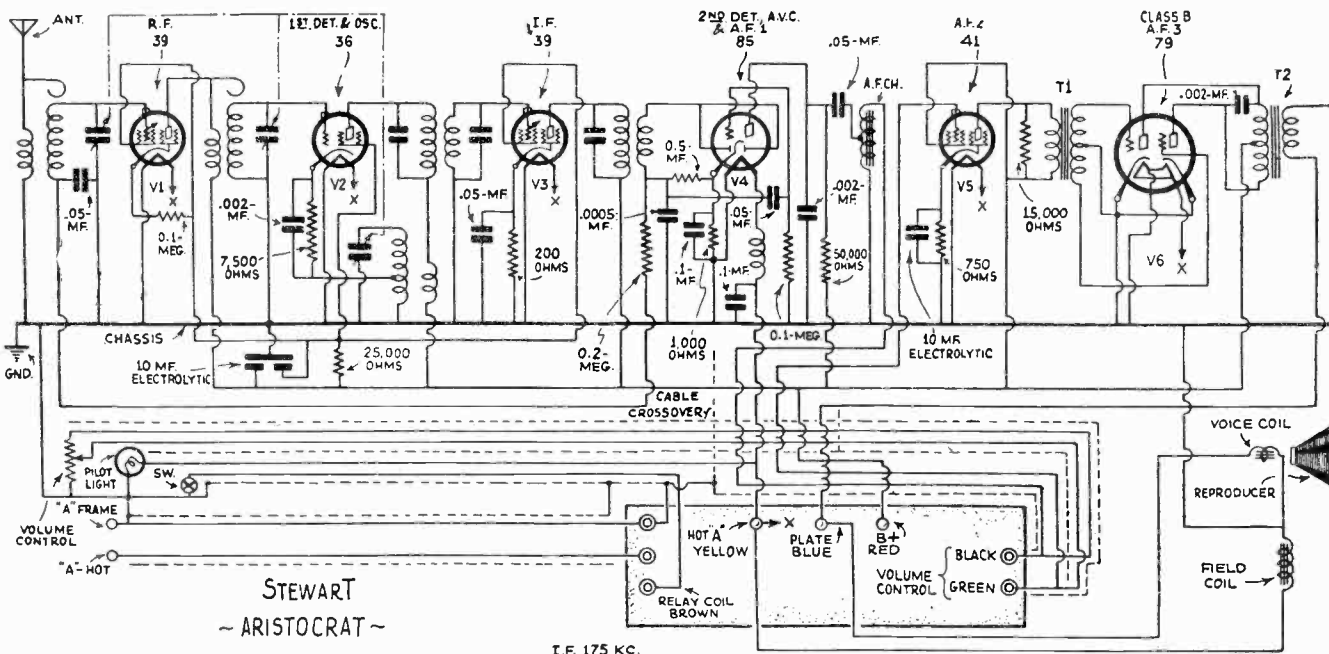 ANT.
R.F.
39
1ST. DET. & OSC.
36
I.F.
39
2ND DET., A.V.C.
& A.F. 1
85
.05-MF.
A.F.CH.
A.F.2
41
CLASS B
A.F.3
79
.002-MF.
T1
T2
V1
V2
V3
V4
V5
V6
X
X
X
X
X
.05-
MF.
0.1-
MEG.
.002-
MF.
7,500
OHMS
.05-MF.
200
OHMS
.0005-
MF.
0.5-
MF.
.1-
MF.
.05-
MF.
.1-MF.
.002-
MF.
50,000
OHMS
750
OHMS
15,000
OHMS
CHASSIS
GND.
10 MF.
ELECTROLYTIC
25,000
OHMS
0.2-
MEG.
1,000
OHMS
0.1-MEG.
10 MF.
ELECTROLYTIC
CABLE
CROSSOVERY
PILOT
LIGHT
SW.
VOLUME
CONTROL
"A" FRAME
"A"-HOT
HOT "A"
YELLOW
X
PLATE
BLUE
B+
RED
BLACK
VOLUME
CONTROL
GREEN
RELAY COIL
BROWN
VOICE COIL
REPRODUCER
FIELD
COIL
STEWART
~ ARISTOCRAT ~
I.F. 175 KC.